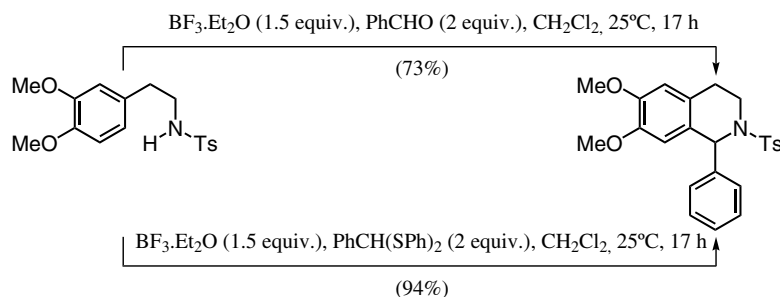 BF3.Et2O (1.5 equiv.), PhCHO (2 equiv.), CH2Cl2, 25ºC, 17 h
(73%)
MeO
MeO
N
H
Ts
MeO
MeO
N
Ts
BF3.Et2O (1.5 equiv.), PhCH(SPh)2 (2 equiv.), CH2Cl2, 25ºC, 17 h
(94%)